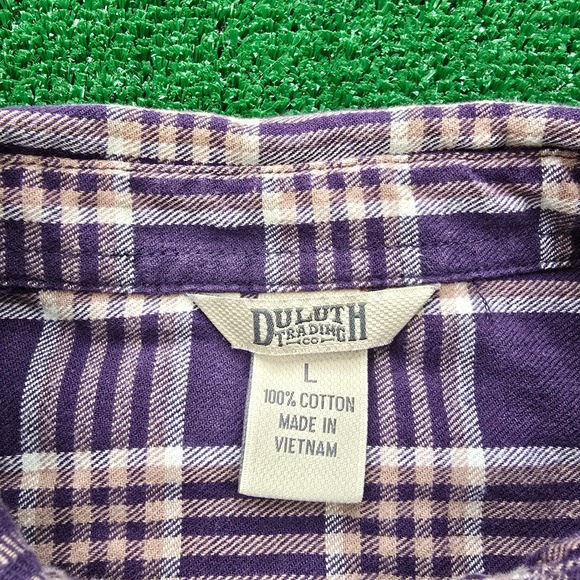 DULUTH
TRADING
CO
L
100% COTTON
MADE IN
VIETNAM